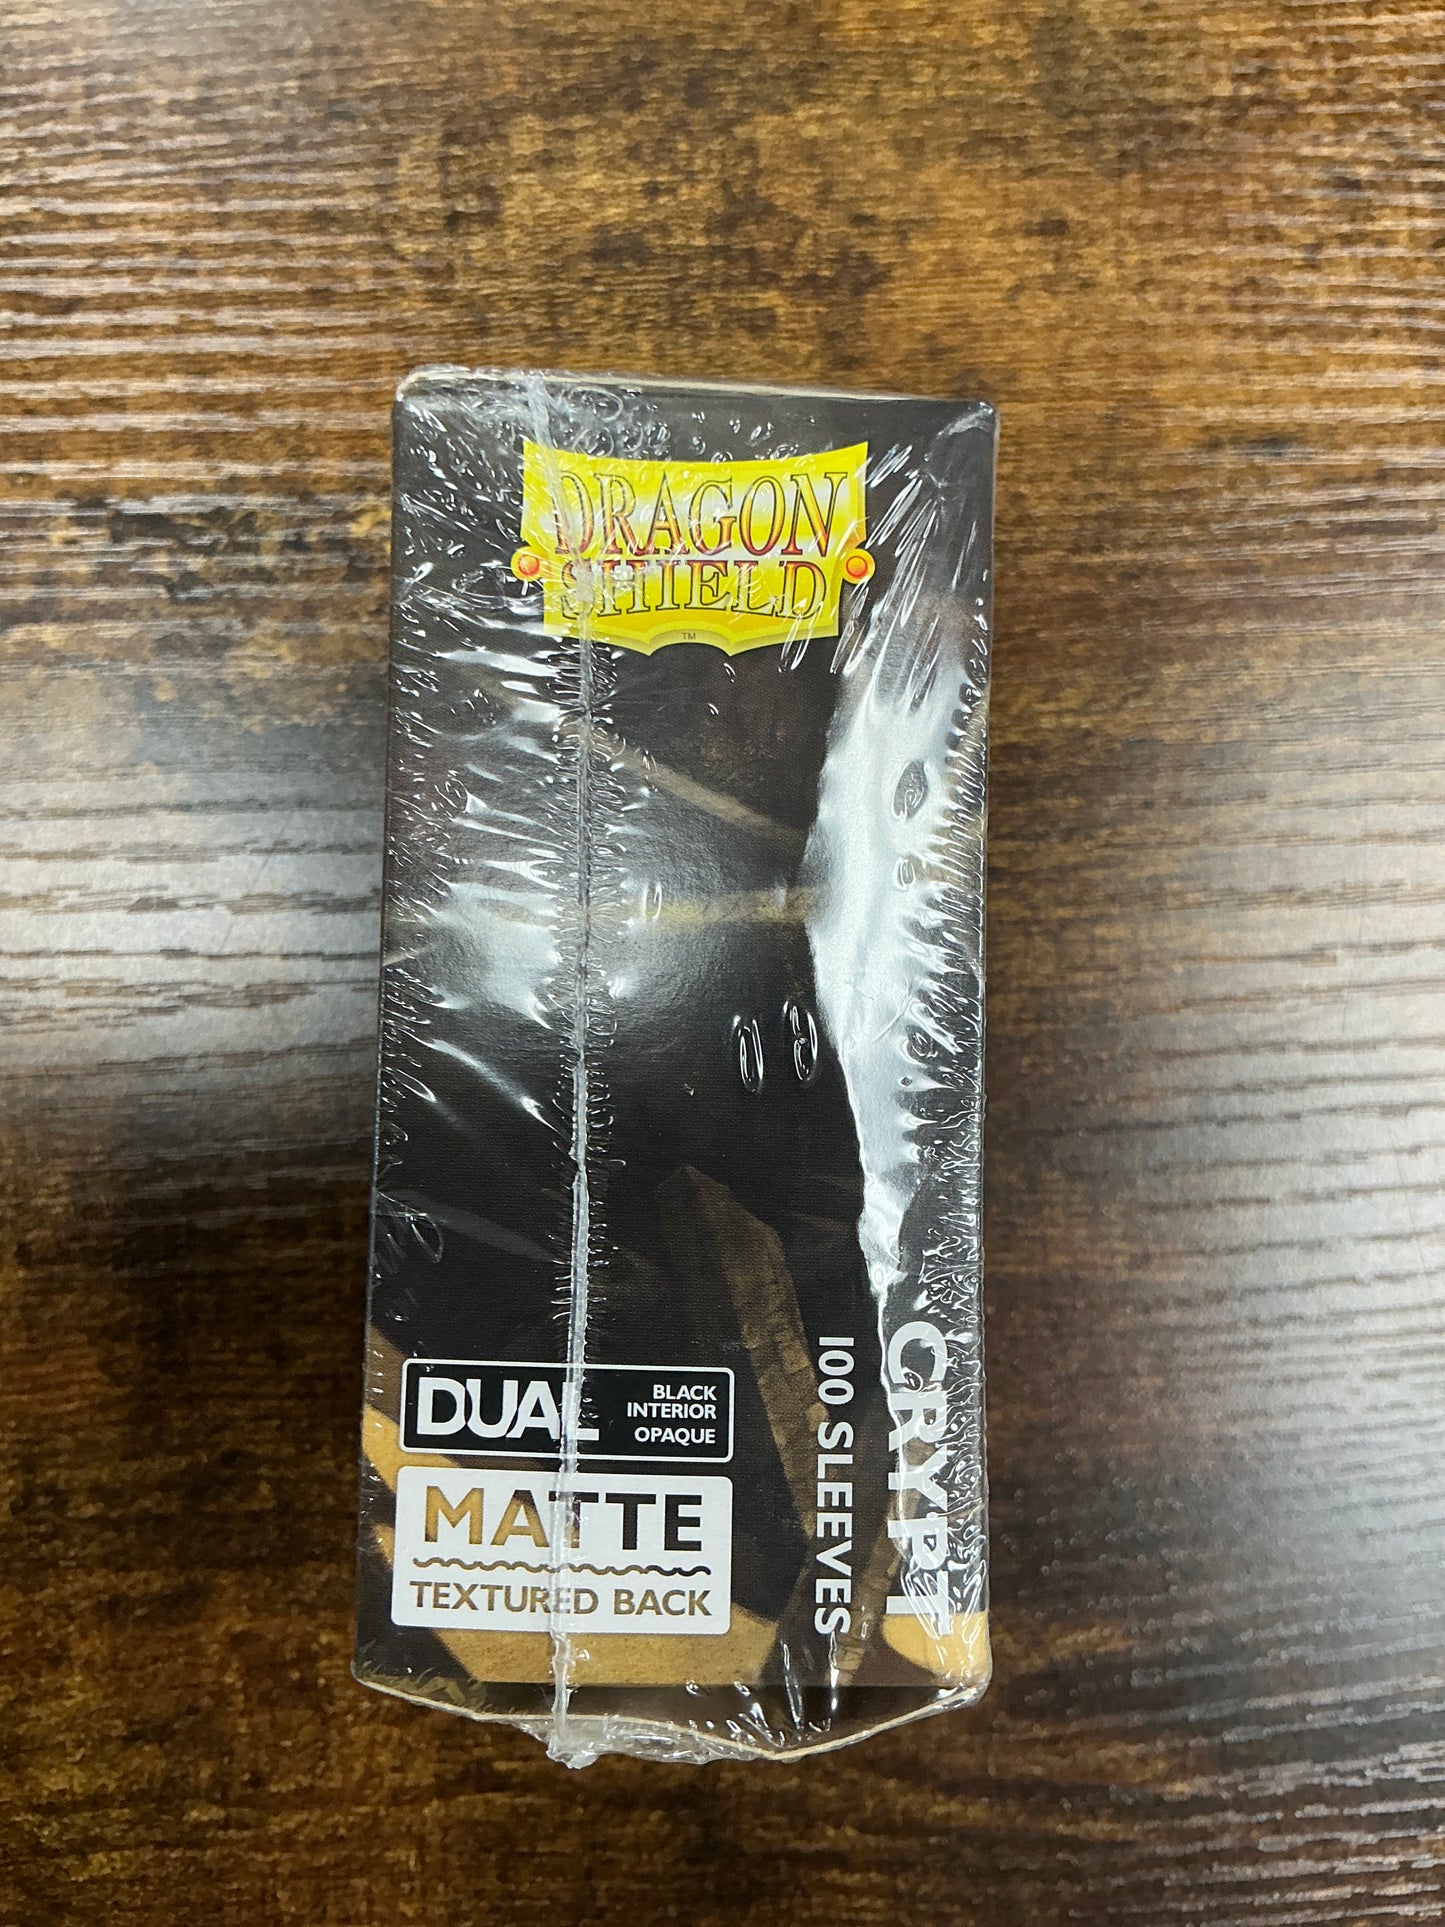 DRAGON
SHIELD
TM
DUAL
BLACK
INTERIOR
OPAQUE
MATTE
TEXTURED BACK
100 SLEEVES
CRYPT